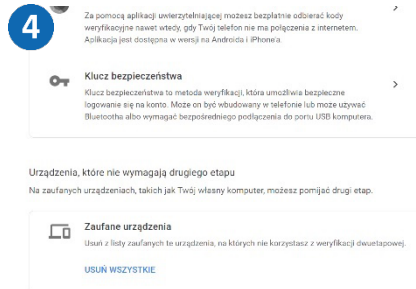 4
Za pomocą aplikacji uwierzytelniającej możesz bezpłatnie odbierać kody
weryfikacyjne nawet wtedy, gdy Twój telefon nie ma połączenia z internetem.
Aplikacja jest dostępna w wersji na Androida i iPhone'a.
Klucz bezpieczeństwa
Klucz bezpieczeństwa to metoda weryfikacji, która umożliwia bezpieczne
logowanie się na konto. Może on być wbudowany w telefonie lub może używać
Bluetootha albo wymagać bezpośredniego podłączenia do portu USB komputera.
Urządzenia, które nie wymagają drugiego etapu
Na zaufanych urządzeniach, takich jak Twój własny komputer, możesz pomijać drugi etap.
Zaufane urządzenia
Usuń z listy zaufanych te urządzenia, na których nie korzystasz z weryfikacji dwuetapowej.
USUŃ WSZYSTKIE